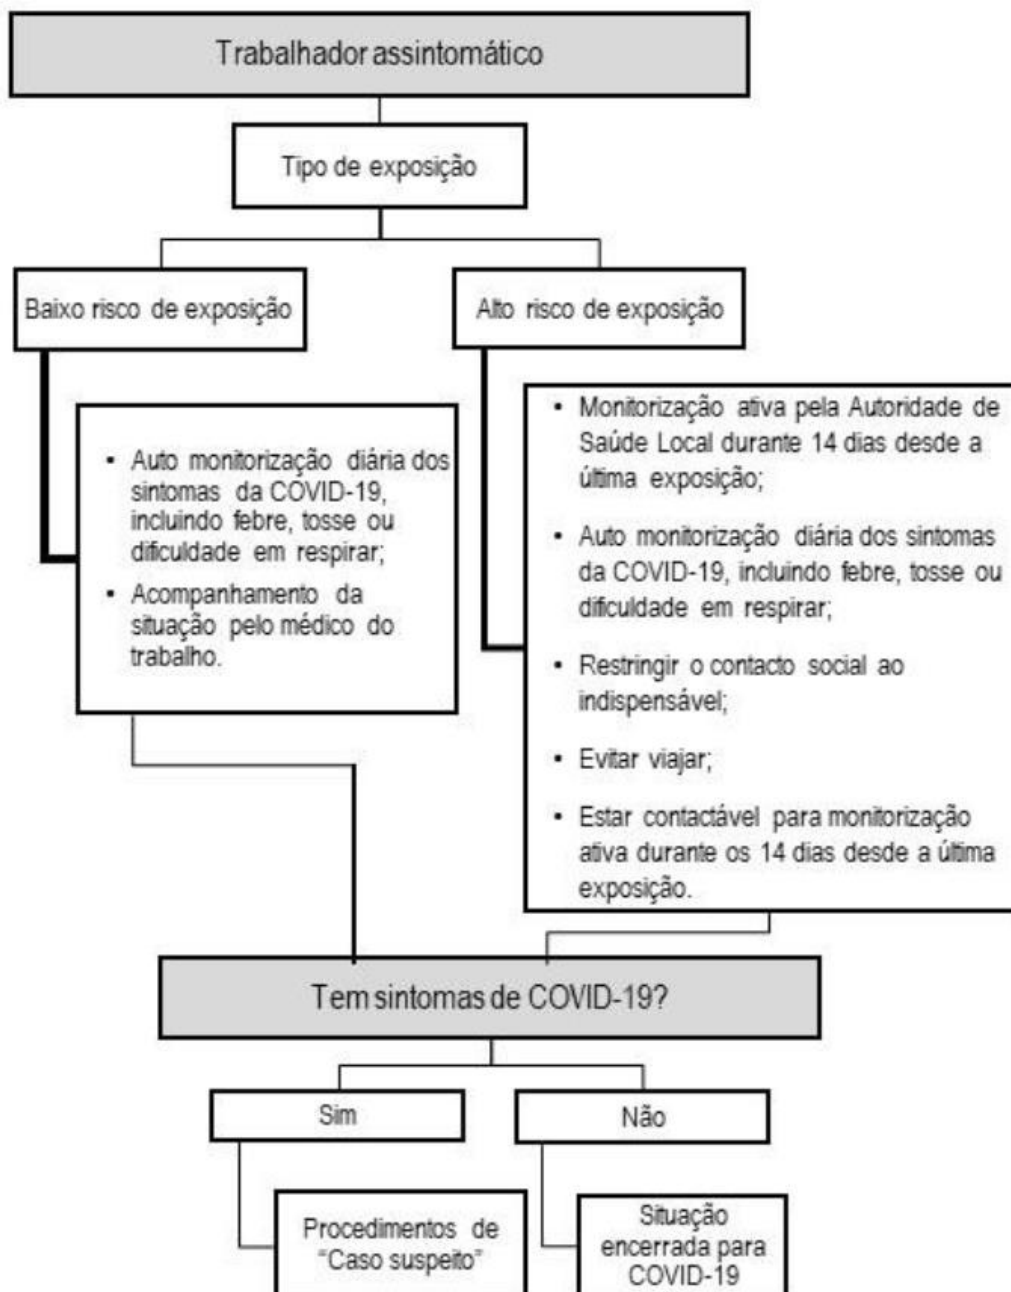 Trabalhador assintomático
Tipo de exposição
Baixo risco de exposição
Alto risco de exposição
• Auto monitorização diária dos
sintomas da COVID-19,
incluindo febre, tosse ou
dificuldade em respirar;
• Acompanhamento da
situação pelo médico do
trabalho.
• Monitorização ativa pela Autoridade de
Saúde Local durante 14 dias desde a
última exposição;
• Auto monitorização diária dos sintomas
da COVID-19, incluindo febre, tosse ou
dificuldade em respirar;
• Restringir o contacto social ao
indispensável;
• Evitar viajar;
• Estar contactável para monitorização
ativa durante os 14 dias desde a última
exposição.
Tem sintomas de COVID-19?
Sim
Não
Procedimentos de
“Caso suspeito”
Situação
encerrada para
COVID-19